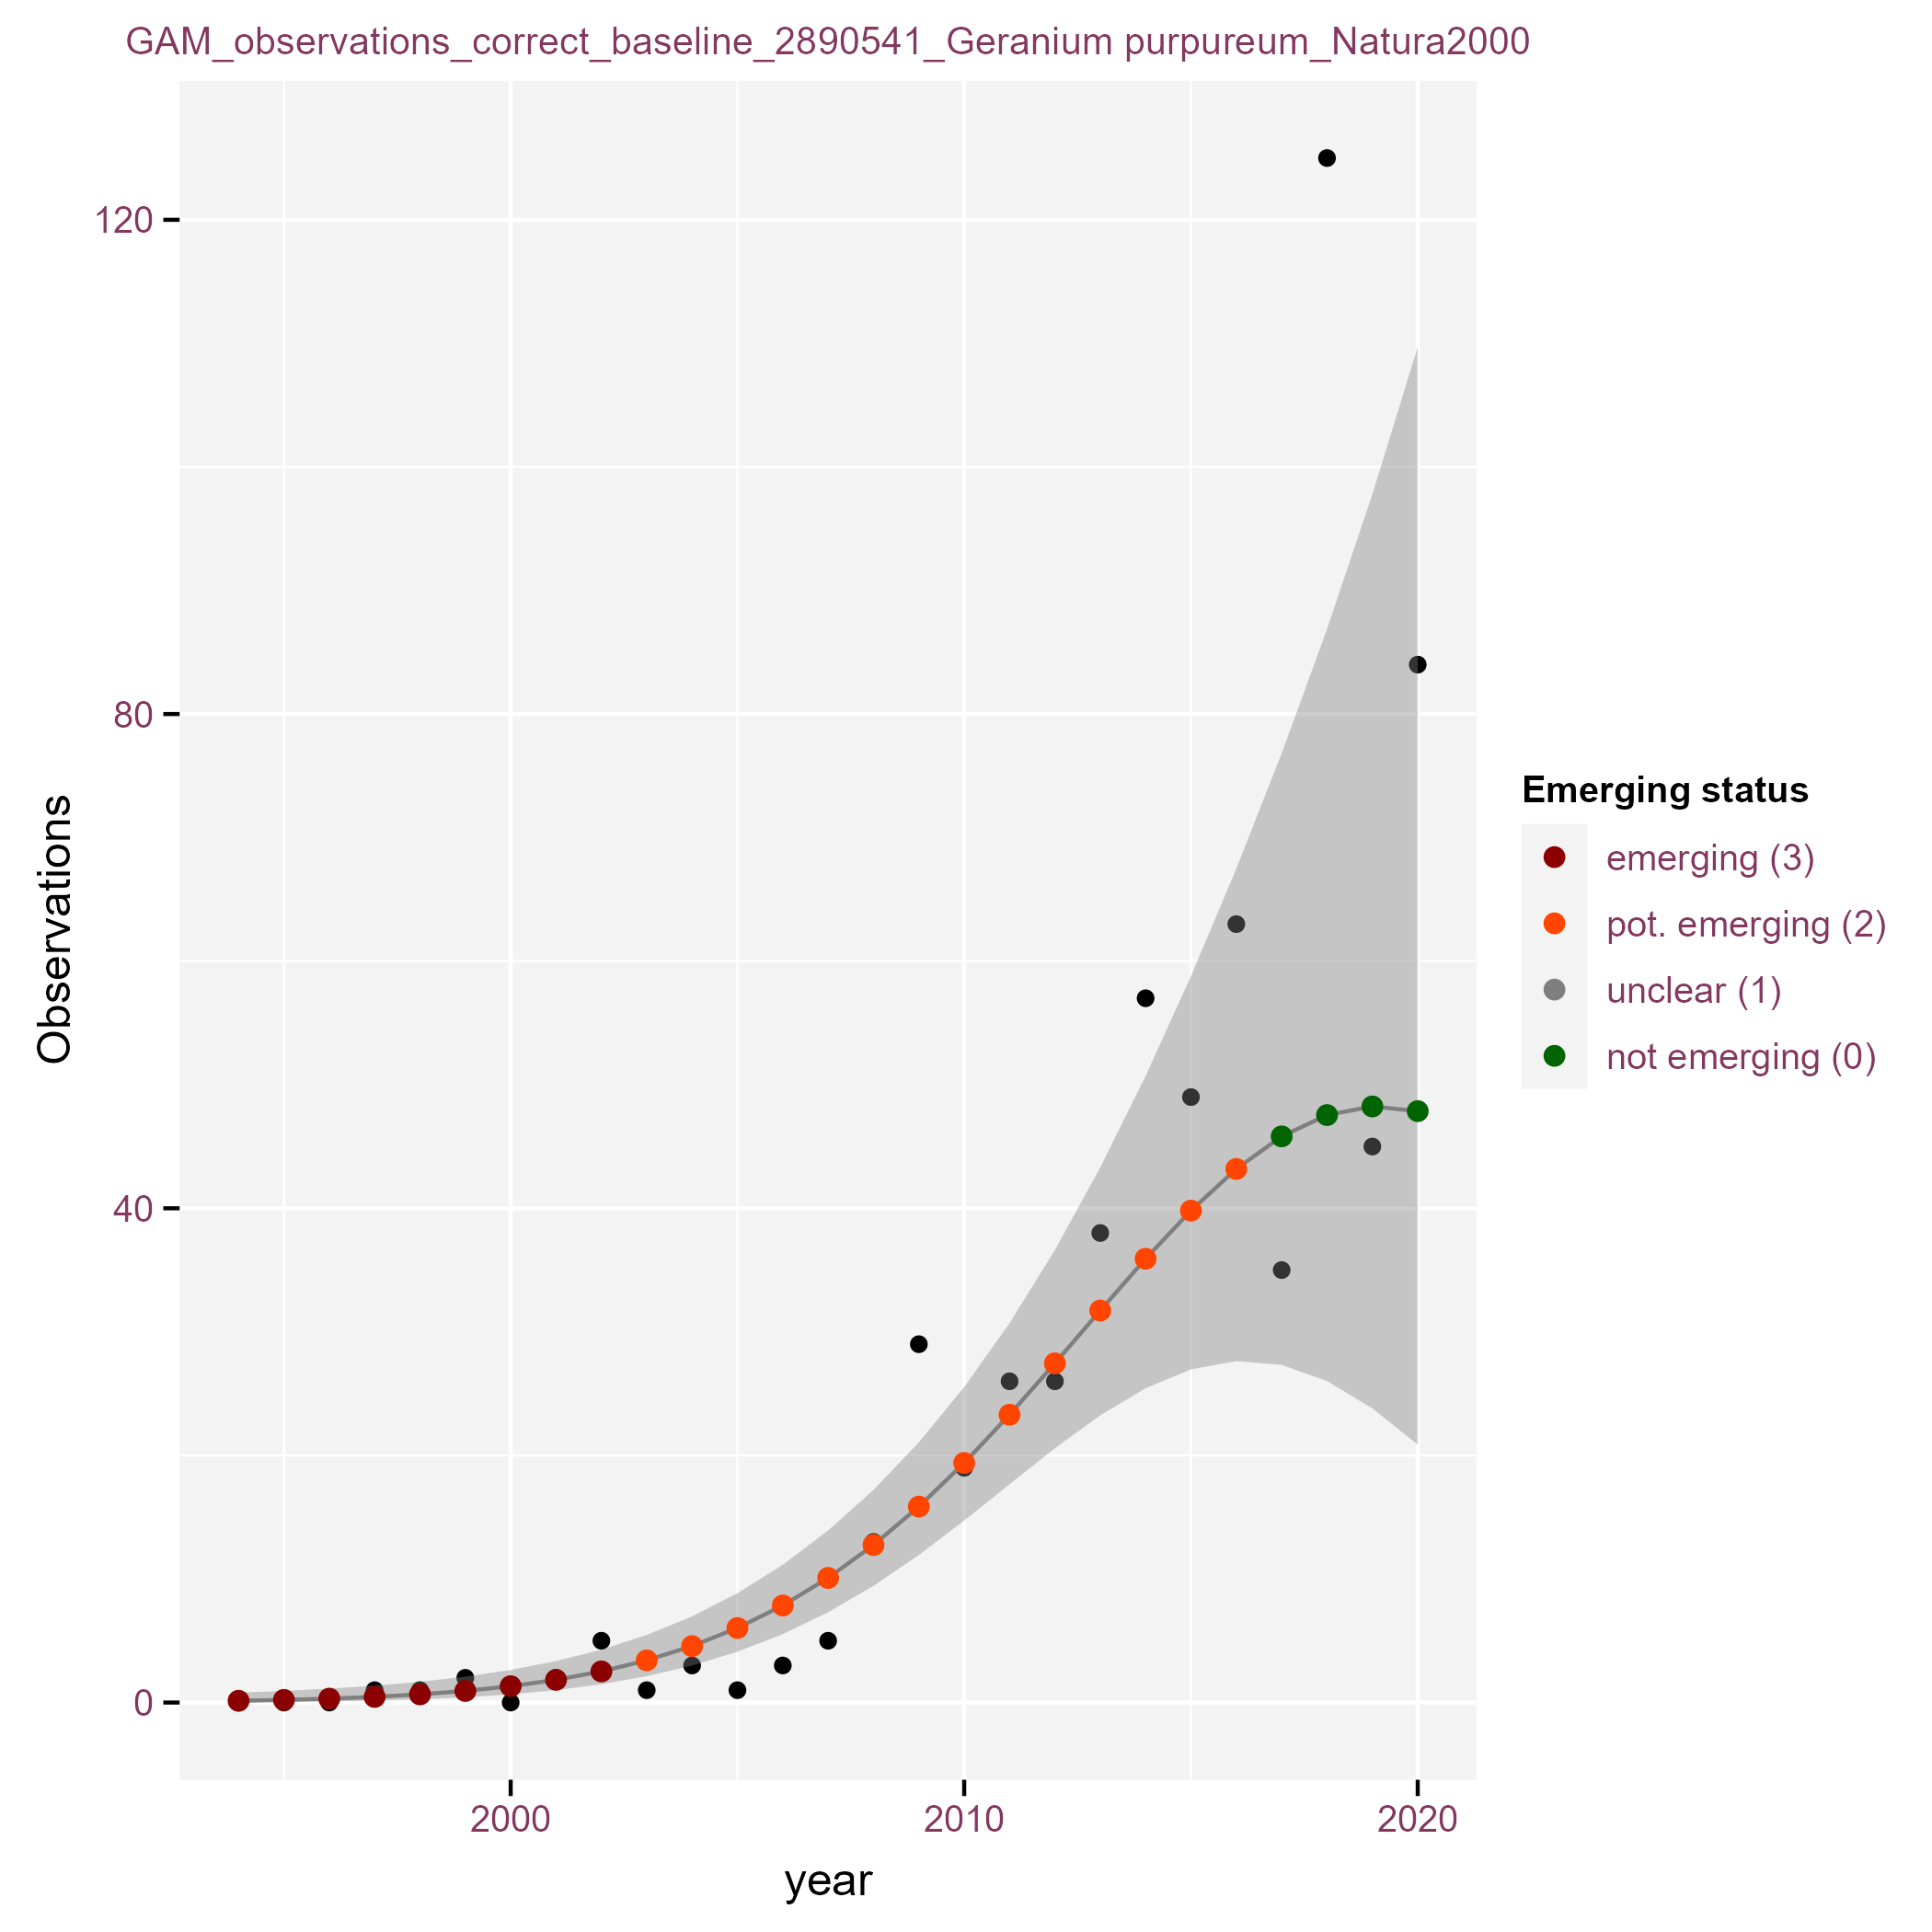 GAM_observations_correct_baseline_2890541_Geranium purpureum_Natura2000
120
80
40
0
Observations
2000
2010
2020
year
Emerging status
emerging (3)
pot. emerging (2)
unclear (1)
not emerging (0)